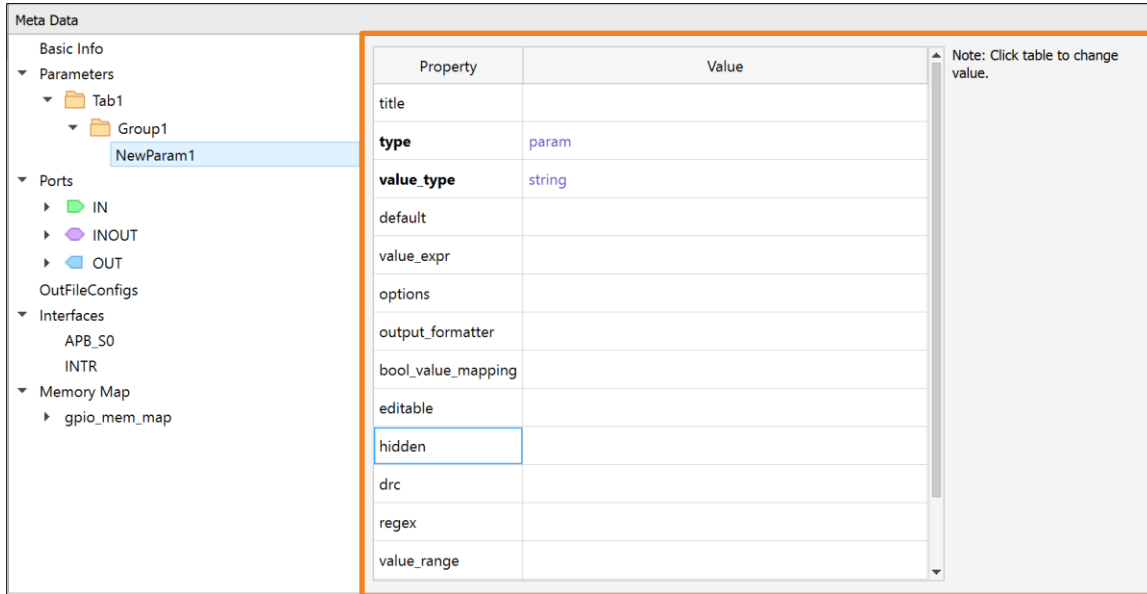 Meta Data
Basic Info
Parameters
Tab1
Group1
NewParam1
Ports
IN
INOUT
OUT
OutFileConfigs
Interfaces
APB_S0
INTR
Memory Map
gpio_mem_map
Property Value
title
type param
value_type string
default
value_expr
options
output_formatter
bool_value_mapping
editable
hidden
drc
regex
value_range
Note: Click table to change
value.